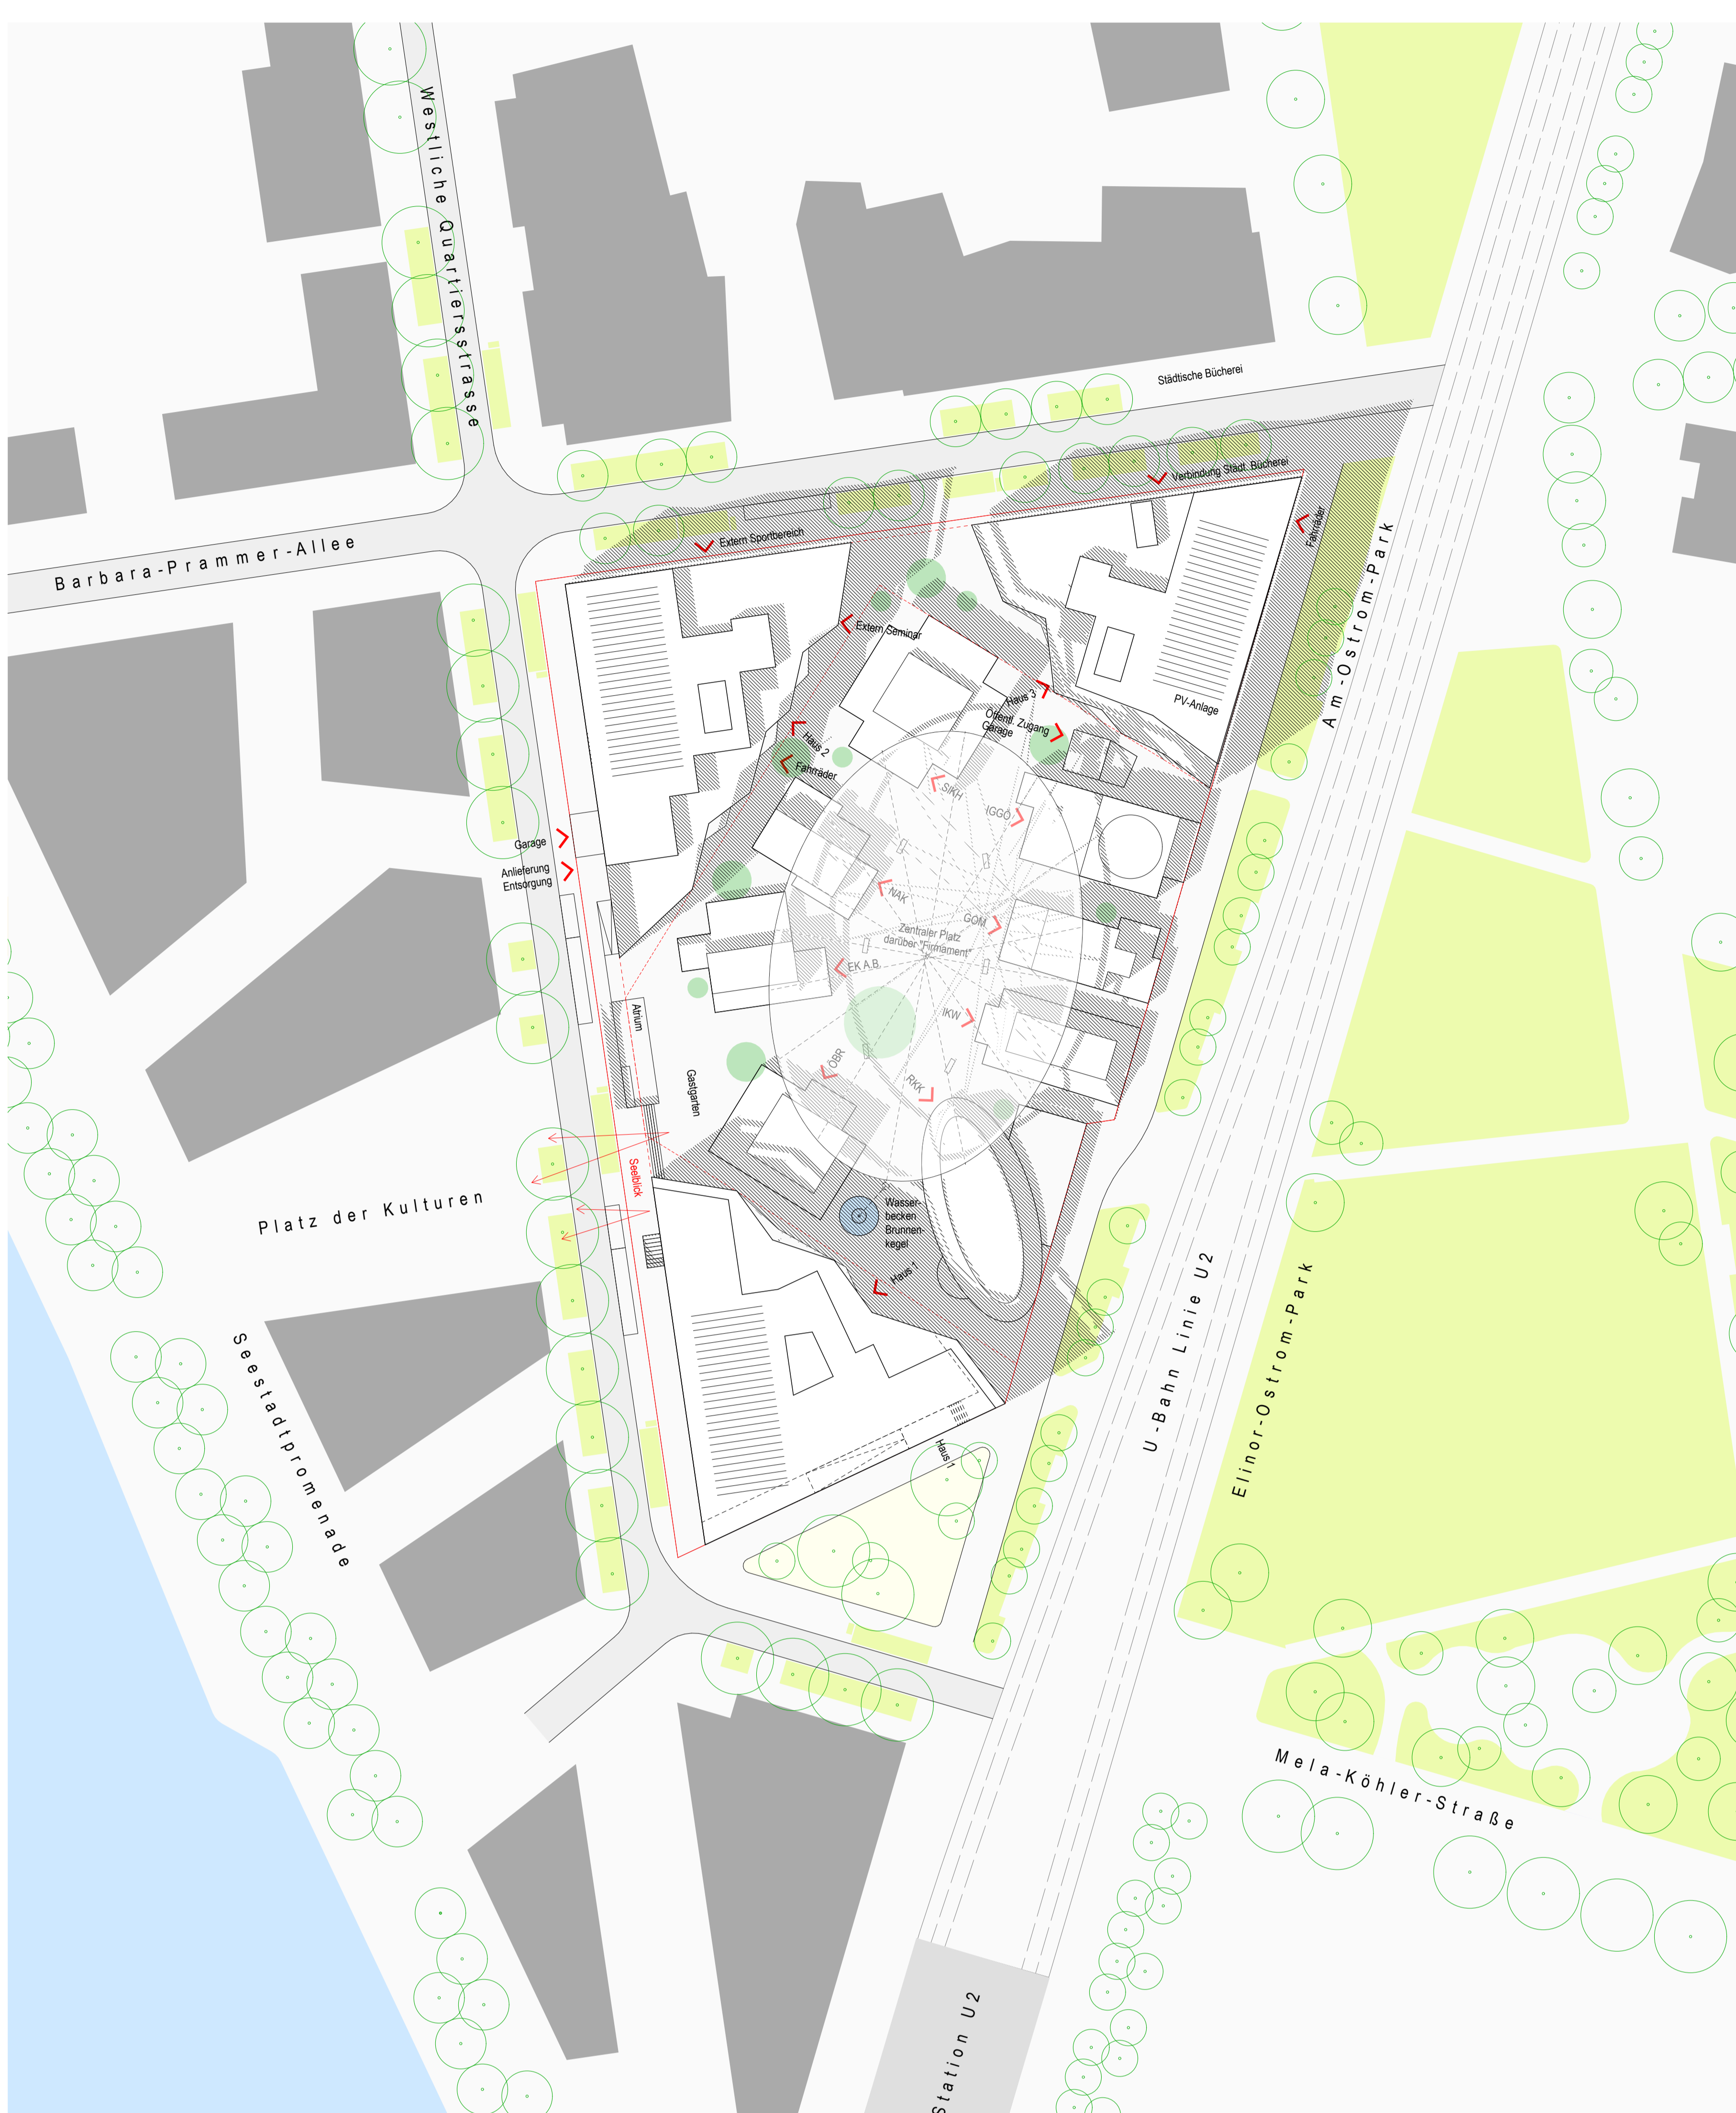 Westliche Quartiersstrasse
Städtische Bücherei
Verbindung Städt. Bücherei
Fahrräder
Extern Sportbereich
Barbara-Prammer-Allee
Extern Seminar
Am-Ostrom-Park
Haus 3
PV-Anlage
Öffentl. Zugang
Garage
Haus 2
Fahrräder
SIKH
IGGÖ
Garage
Anlieferung
Entsorgung
NAK
GOM
Zentraler Platz
darüber "Firmament"
EK A.B.
Atrium
IKW
ÖBR
RKK
Gastgarten
Seeblick
Platz der Kulturen
Wasser-
becken
Brunnen-
kegel
Haus 1
U-Bahn Linie U2
Elinor-Ostrom-Park
Seestadtpromenade
Haus 1
Mela-Köhler-Straße
Station U2